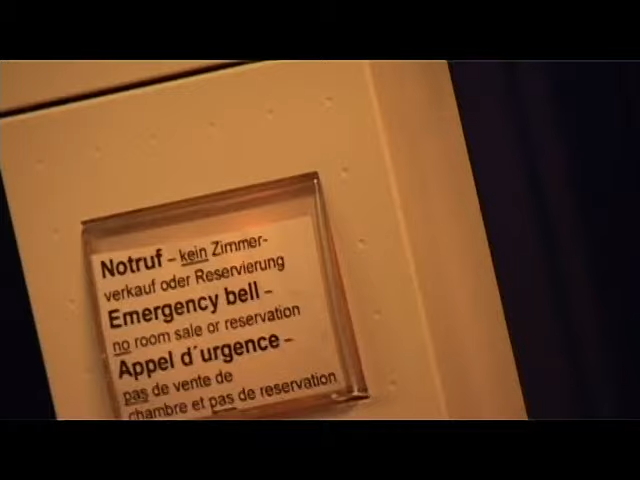 Notruf – kein Zimmer-
verkauf oder Reservierung
Emergency bell –
no room sale or reservation
Appel d´urgence –
pas de vente de
chambre et pas de reservation